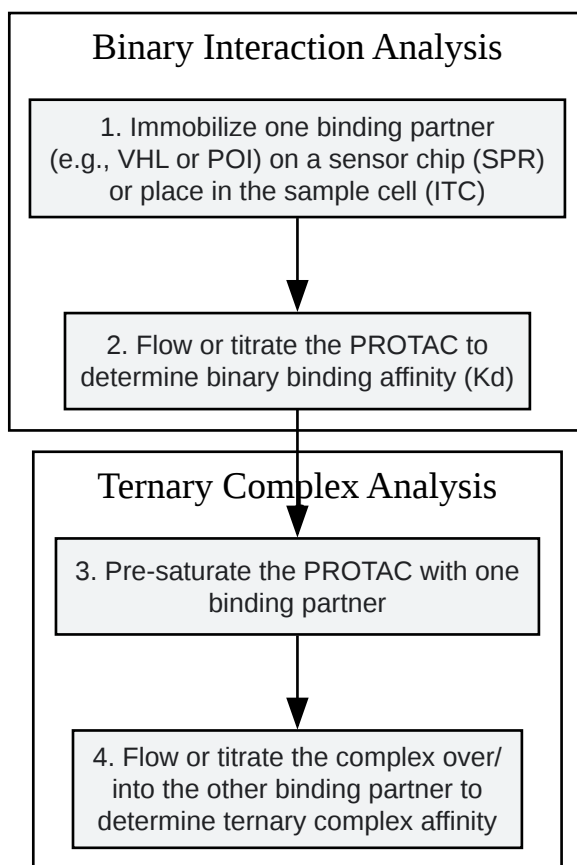 Binary Interaction Analysis
1. Immobilize one binding partner
(e.g., VHL or POI) on a sensor chip (SPR)
or place in the sample cell (ITC)
2. Flow or titrate the PROTAC to
determine binary binding affinity (Kd)
Ternary Complex Analysis
3. Pre-saturate the PROTAC with one
binding partner
4. Flow or titrate the complex over/
into the other binding partner to
determine ternary complex affinity